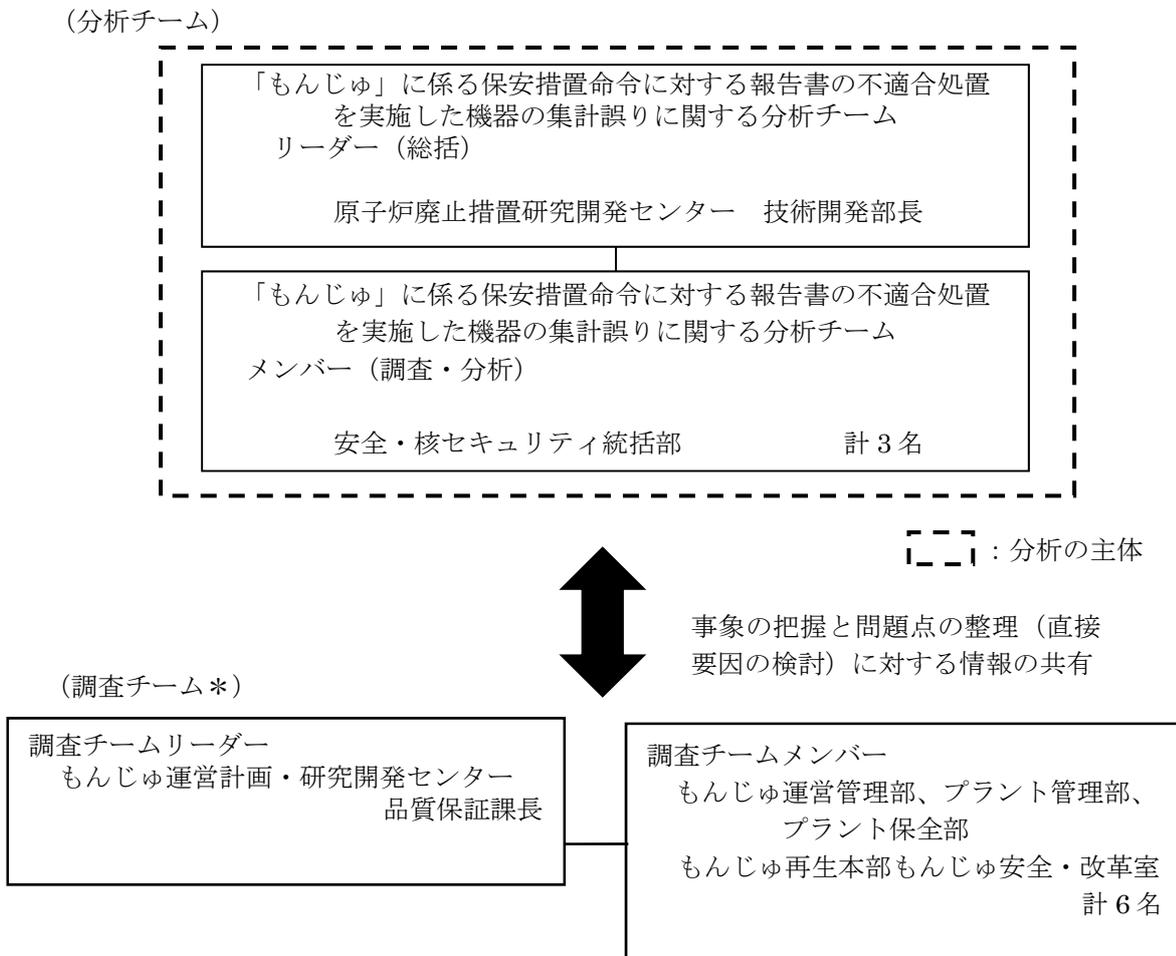 （分析チーム）
「もんじゅ」に係る保安措置命令に対する報告書の不適合処置
を実施した機器の集計誤りに関する分析チーム
リーダー（総括）
原子炉廃止措置研究開発センター　技術開発部長
「もんじゅ」に係る保安措置命令に対する報告書の不適合処置
を実施した機器の集計誤りに関する分析チーム
メンバー（調査・分析）
安全・核セキュリティ統括部　　　　　計３名
：分析の主体
事象の把握と問題点の整理（直接
要因の検討）に対する情報の共有
（調査チーム＊）
調査チームリーダー
もんじゅ運営計画・研究開発センター
品質保証課長
調査チームメンバー
もんじゅ運営管理部、プラント管理部、
プラント保全部
もんじゅ再生本部もんじゅ安全・改革室
計６名